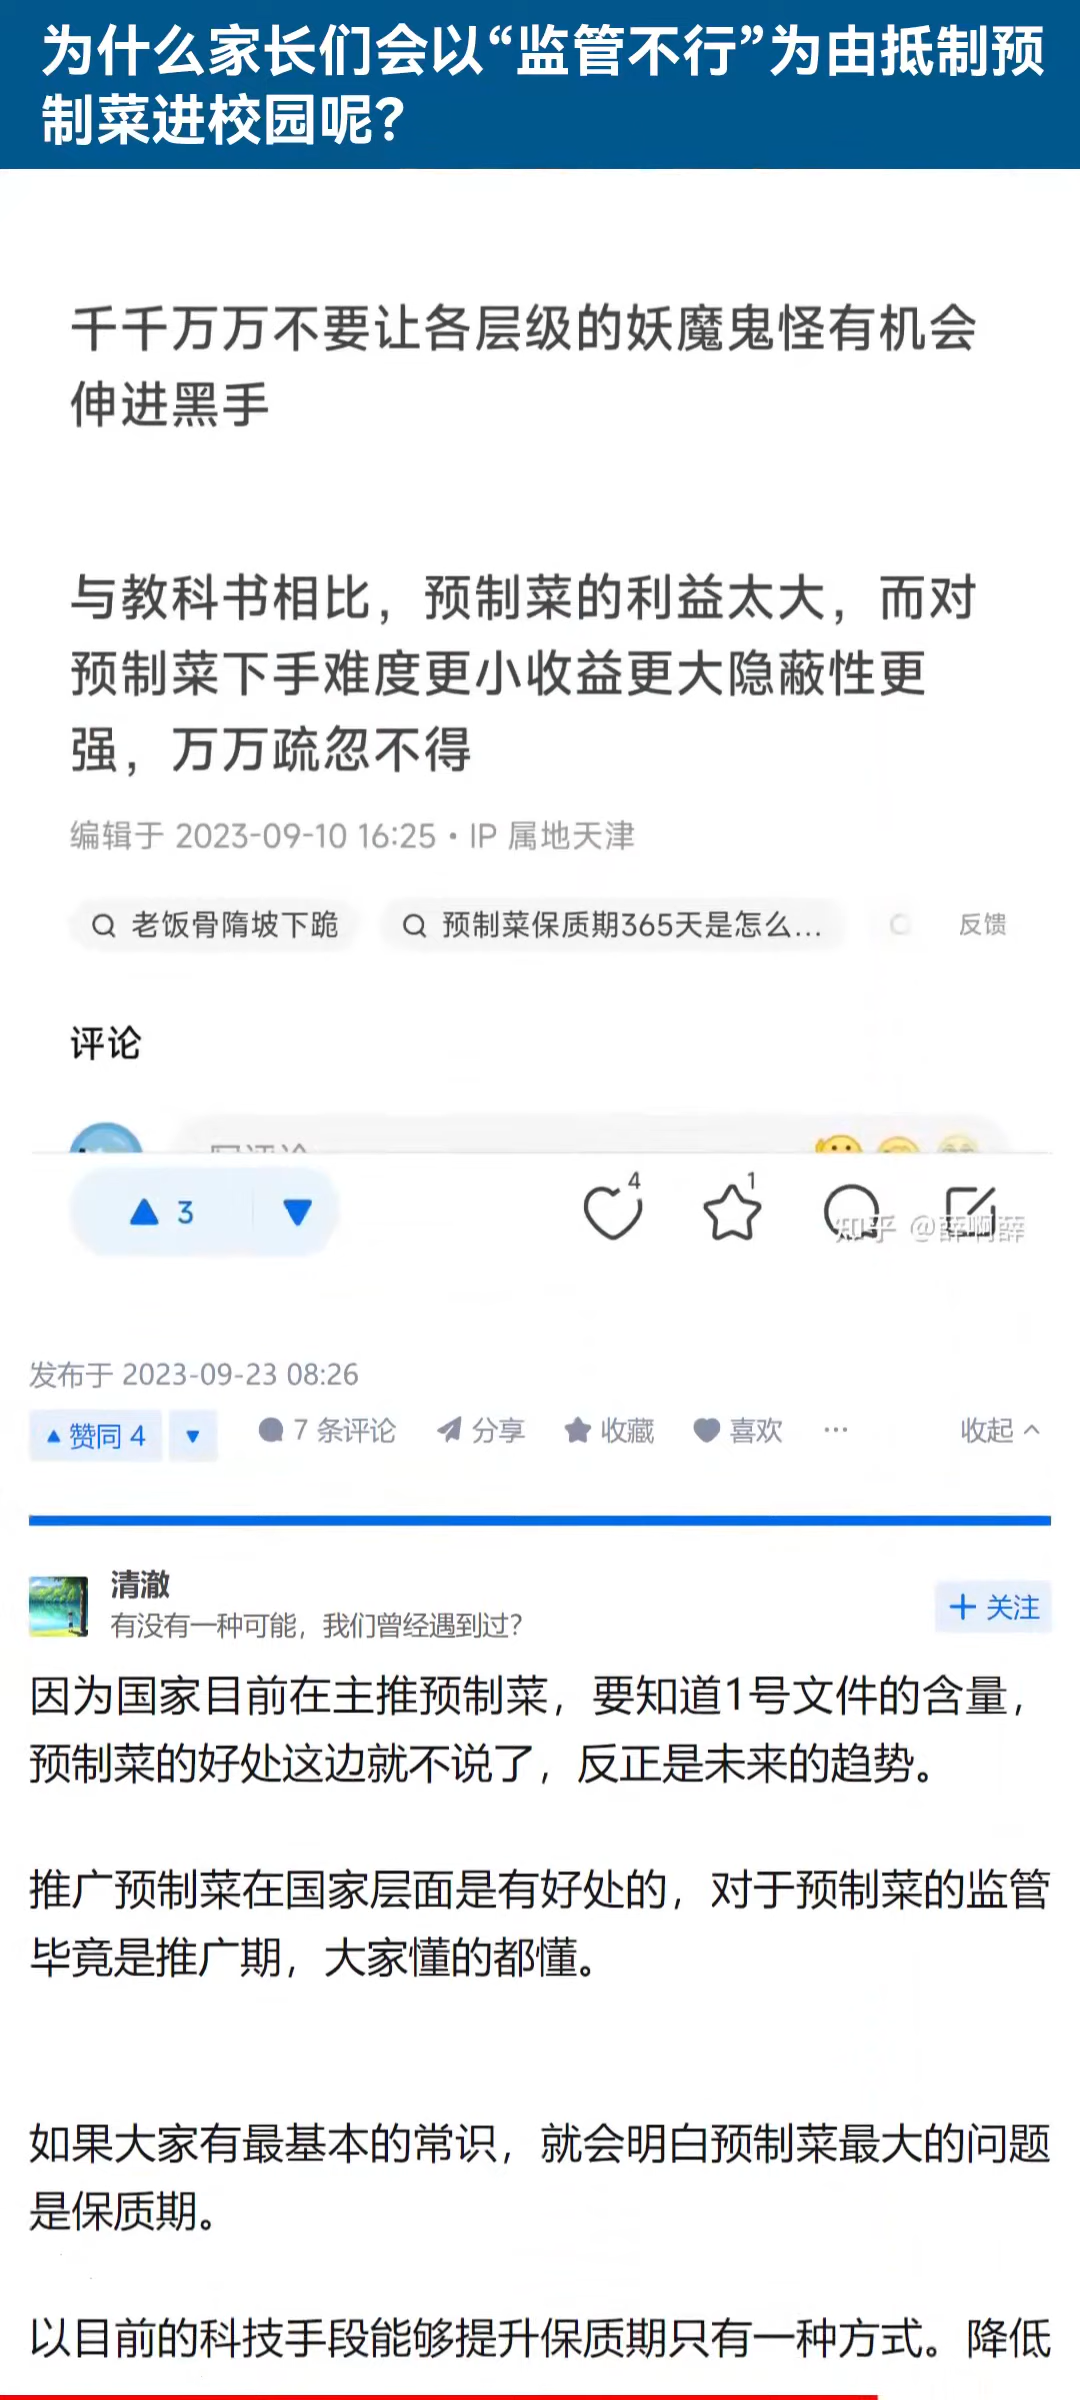 为什么家长们会以“监管不行”为由抵制预
制菜进校园呢？
千千万万不要让各层级的妖魔鬼怪有机会
伸进黑手
与教科书相比，预制菜的利益太大，而对
预制菜下手难度更小收益更大隐蔽性更
强，万万疏忽不得
编辑于 2023-09-10 16:25 · IP 属地天津
老饭骨隋坡下跪
预制菜保质期365天是怎么...
反馈
评论
3
4
1
知乎 @薛啊薛
发布于 2023-09-23 08:26
赞同 4
7 条评论
分享
收藏
喜欢
收起
清澈
有没有一种可能，我们曾经遇到过？
关注
因为国家目前在主推预制菜，要知道1号文件的含量，
预制菜的好处这边就不说了，反正是未来的趋势。
推广预制菜在国家层面是有好处的，对于预制菜的监管
毕竟是推广期，大家懂的都懂。
如果大家有最基本的常识，就会明白预制菜最大的问题
是保质期。
以目前的科技手段能够提升保质期只有一种方式。降低